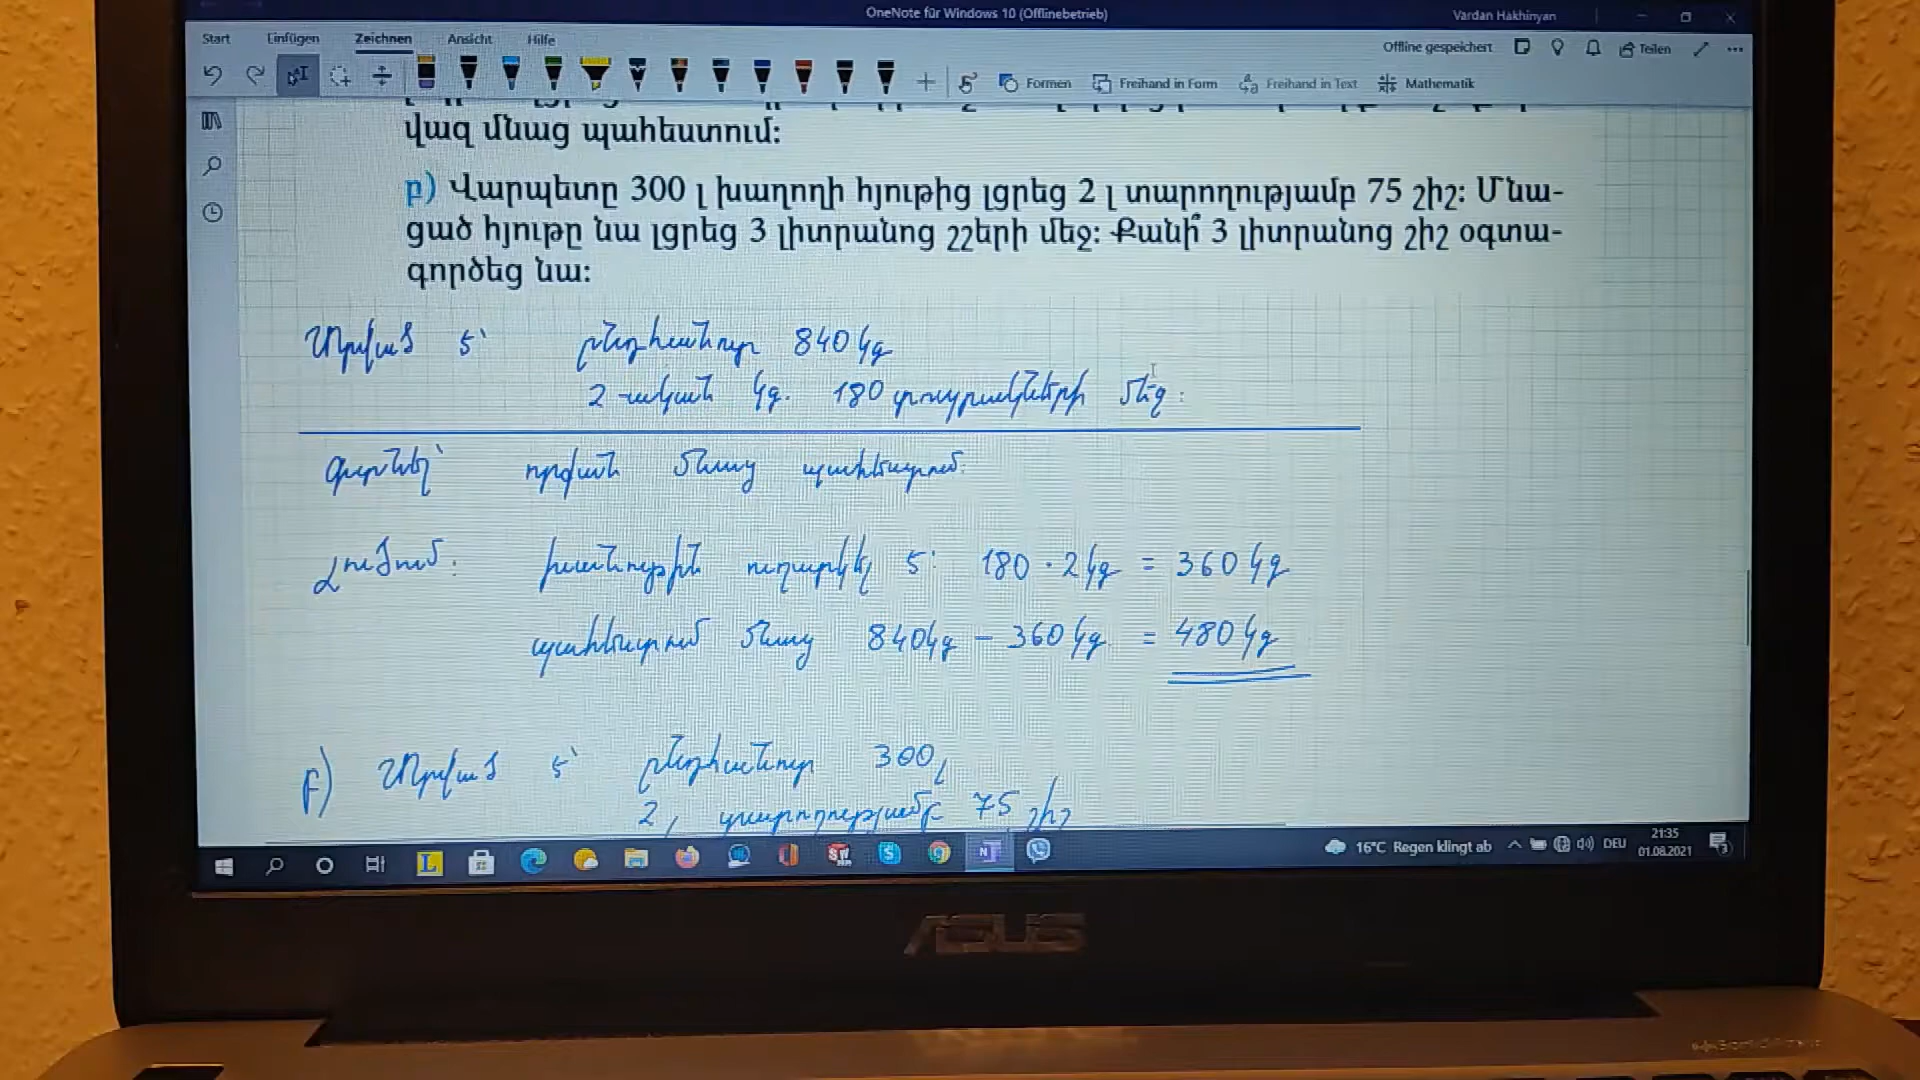 OneNote für Windows 10 (Offlinebetrieb)
Vardan Hakhinyan
Start Einfügen Zeichnen Ansicht Hilfe
Offline gespeichert Teilen
Formen Freihand in Form Freihand in Text Mathematik
վազ մնաց պահեստում:
բ) Վարպետը 300 լ խաղողի հյութից լցրեց 2 լ տարողությամբ 75 շիշ: Մնա-
ցած հյութը նա լցրեց 3 լիտրանոց շշերի մեջ: Քանի՞ 3 լիտրանոց շիշ օգտա-
գործեց նա:
Տրված է՝ ընդհանուր 840 կգ
2-ական կգ. 180 տոպրակների մեջ:
Գտնել՝ որքան մնաց պահեստում:
Լուծում: խանութին ուղարկել է: 180 · 2 կգ = 360 կգ
պահեստում մնաց 840 կգ – 360 կգ. = 480 կգ
բ) Տրված է՝ ընդհանուր 300 լ
2 լ տարողությամբ 75 շիշ
16°C Regen klingt ab DEU 21:35
01.08.2021
ASUS